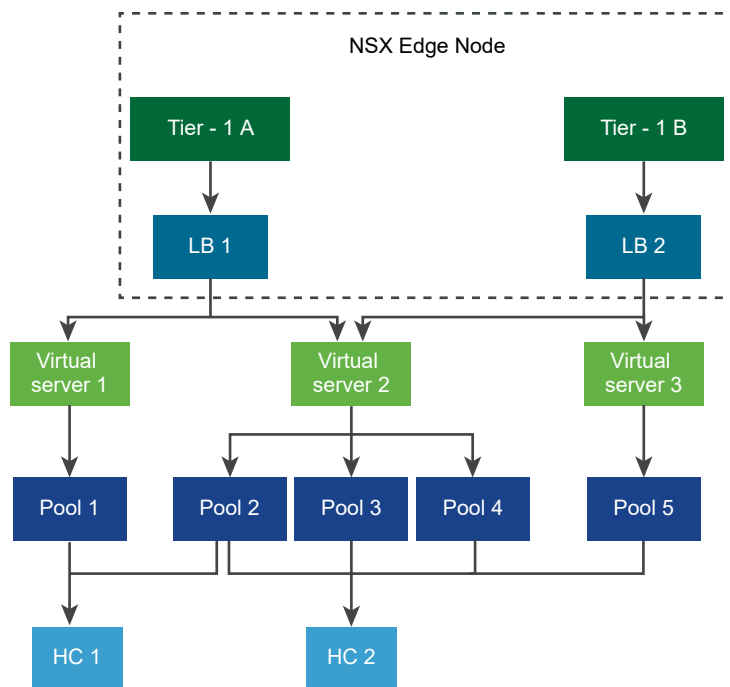 NSX Edge Node
Tier - 1 A
Tier - 1 B
LB 1
LB 2
Virtual
server 1
Virtual
server 2
Virtual
server 3
Pool 1
Pool 2
Pool 3
Pool 4
Pool 5
HC 1
HC 2